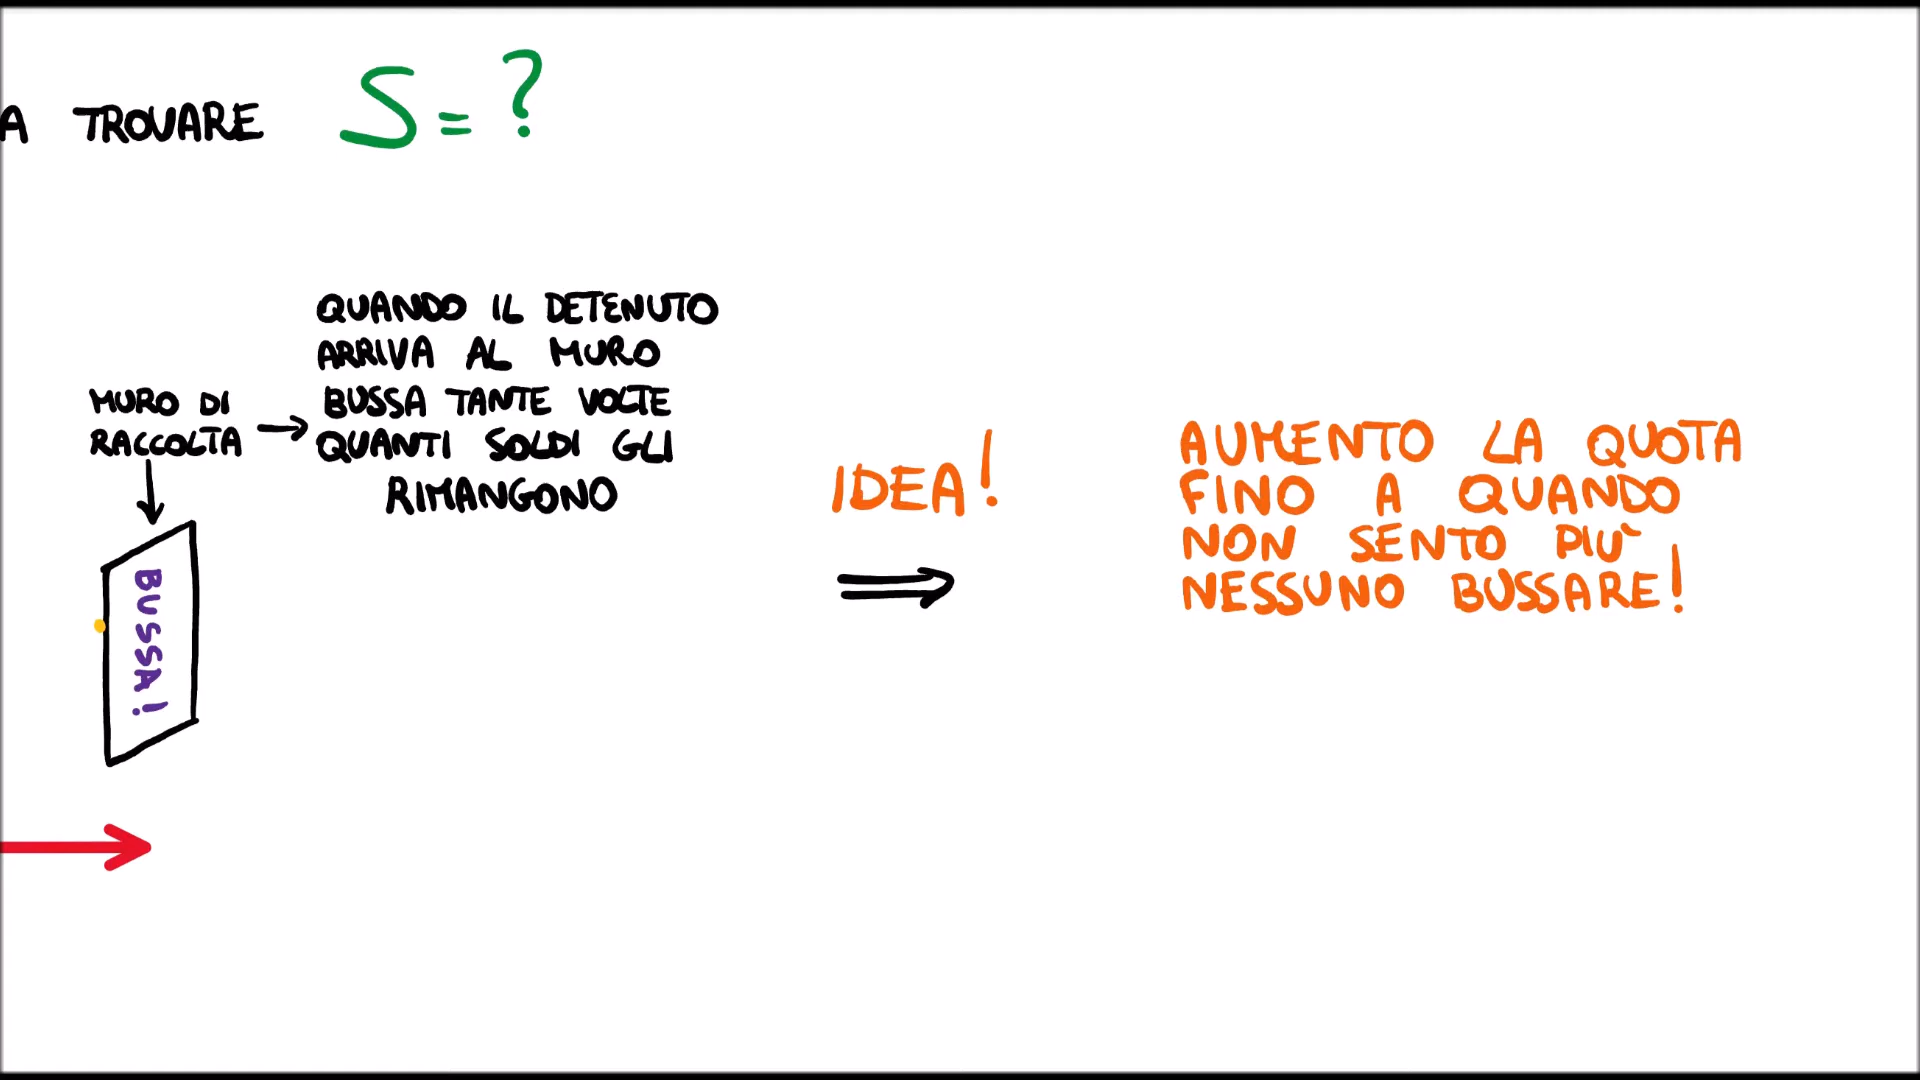 A TROVARE S = ?
QUANDO IL DETENUTO
ARRIVA AL MURO
BUSSA TANTE VOLTE
QUANTI SOLDI GLI
RIMANGONO
MURO DI
RACCOLTA
BUSSA!
IDEA!
AUMENTO LA QUOTA
FINO A QUANDO
NON SENTO PIÙ
NESSUNO BUSSARE!